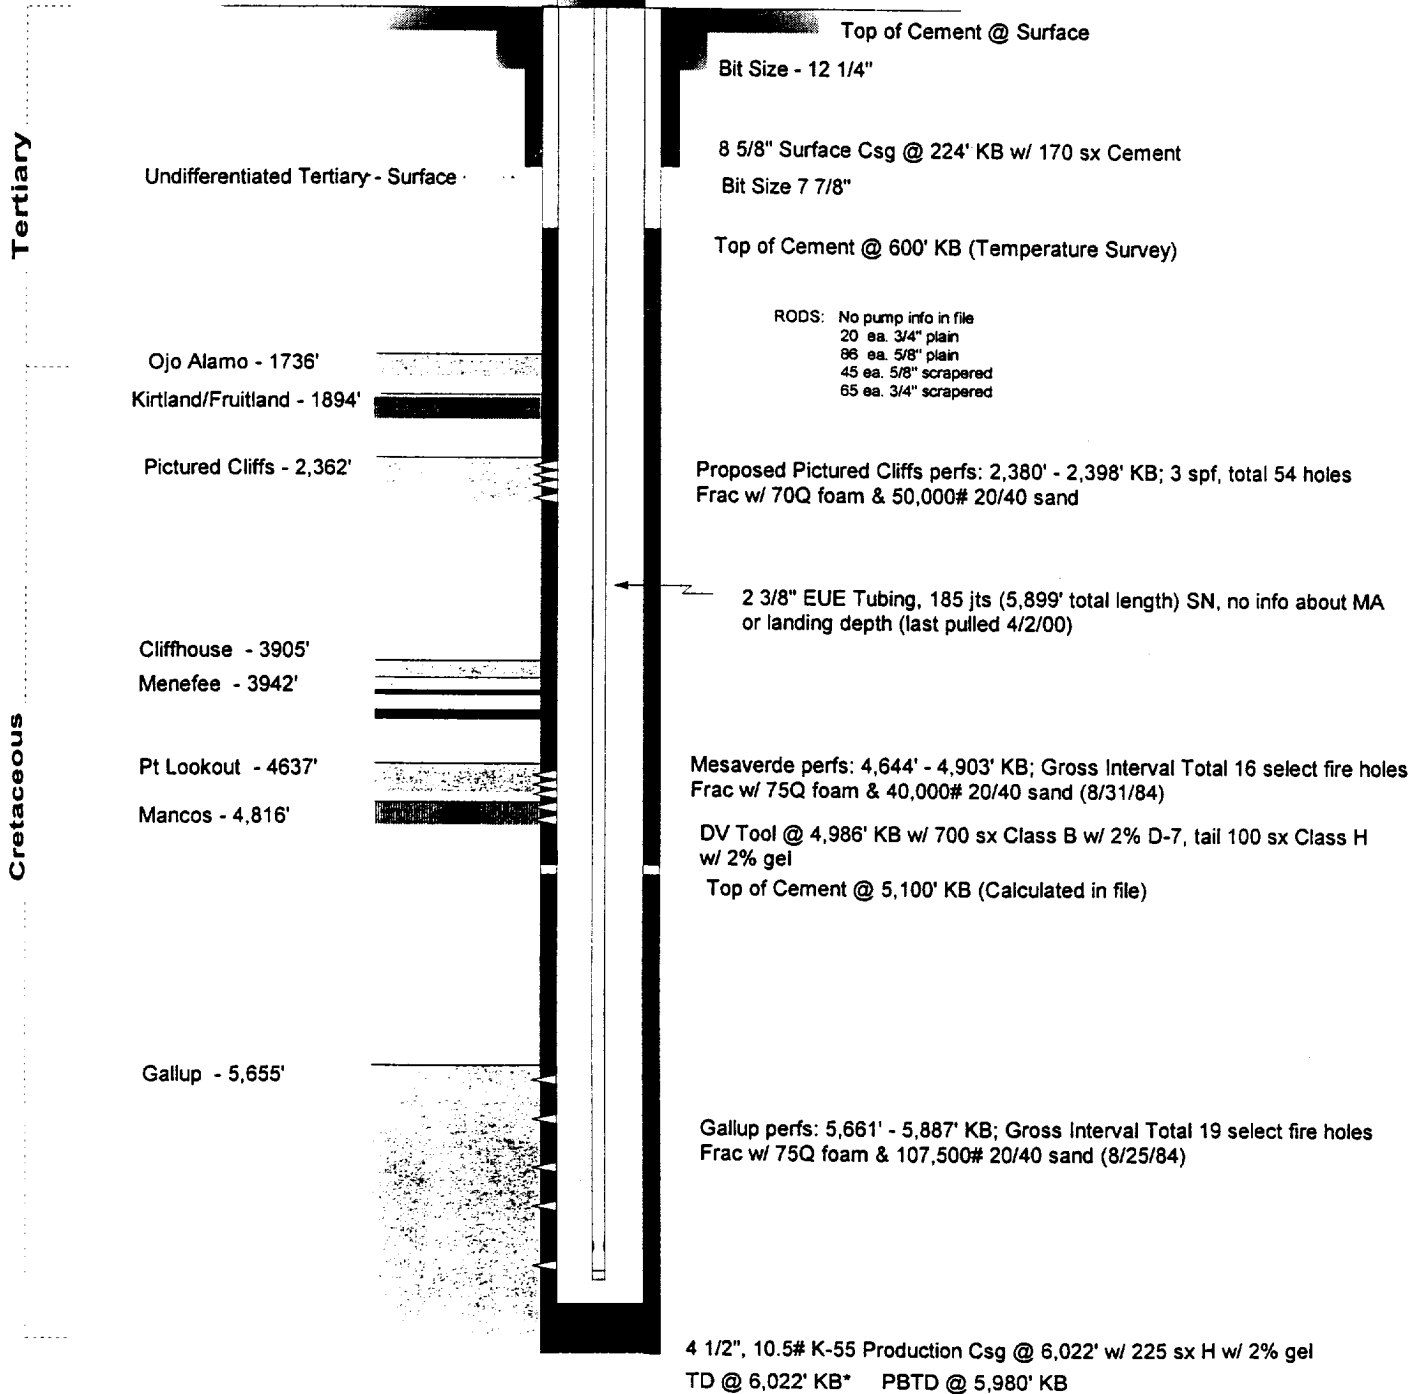 Top of Cement @ Surface
Bit Size - 12 1/4"
Tertiary
8 5/8" Surface Csg @ 224' KB w/ 170 sx Cement
Undifferentiated Tertiary - Surface
Bit Size 7 7/8"
Top of Cement @ 600' KB (Temperature Survey)
RODS: No pump info in file
20 ea. 3/4" plain
86 ea. 5/8" plain
45 ea. 5/8" scrapered
65 ea. 3/4" scrapered
Ojo Alamo - 1736'
Kirtland/Fruitland - 1894'
Pictured Cliffs - 2,362'
Proposed Pictured Cliffs perfs: 2,380' - 2,398' KB; 3 spf, total 54 holes
Frac w/ 70Q foam & 50,000# 20/40 sand
2 3/8" EUE Tubing, 185 jts (5,899' total length) SN, no info about MA
or landing depth (last pulled 4/2/00)
Cliffhouse - 3905'
Menefee - 3942'
Cretaceous
Pt Lookout - 4637'
Mesaverde perfs: 4,644' - 4,903' KB; Gross Interval Total 16 select fire holes
Frac w/ 75Q foam & 40,000# 20/40 sand (8/31/84)
Mancos - 4,816'
DV Tool @ 4,986' KB w/ 700 sx Class B w/ 2% D-7, tail 100 sx Class H
w/ 2% gel
Top of Cement @ 5,100' KB (Calculated in file)
Gallup - 5,655'
Gallup perfs: 5,661' - 5,887' KB; Gross Interval Total 19 select fire holes
Frac w/ 75Q foam & 107,500# 20/40 sand (8/25/84)
4 1/2", 10.5# K-55 Production Csg @ 6,022' w/ 225 sx H w/ 2% gel
TD @ 6,022' KB* PBTD @ 5,980' KB